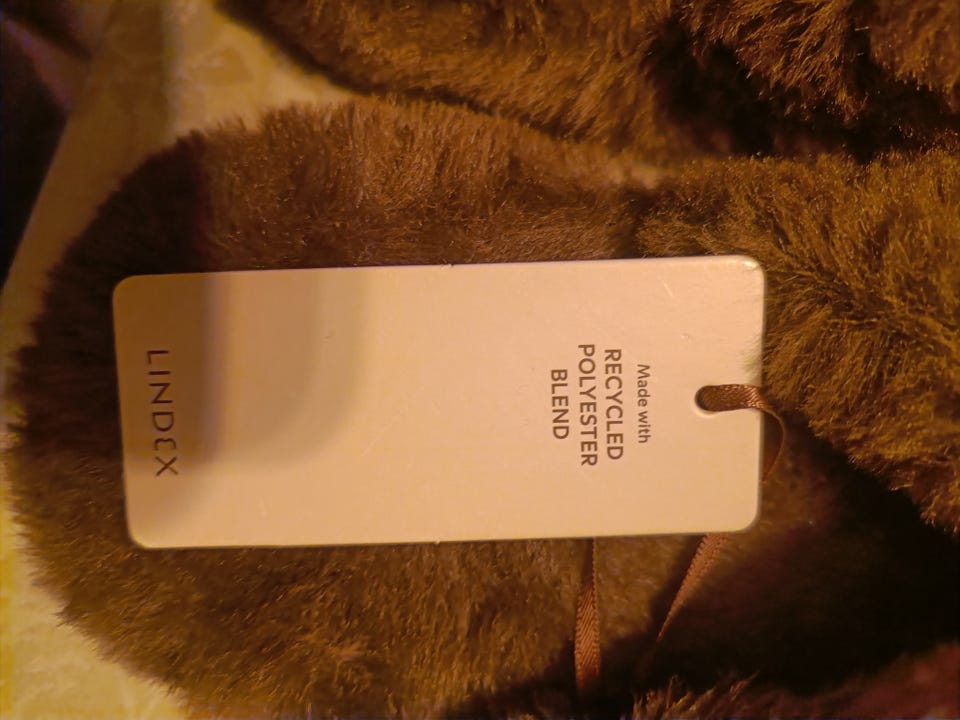 Made with
RECYCLED
POLYESTER
BLEND
LINDEX